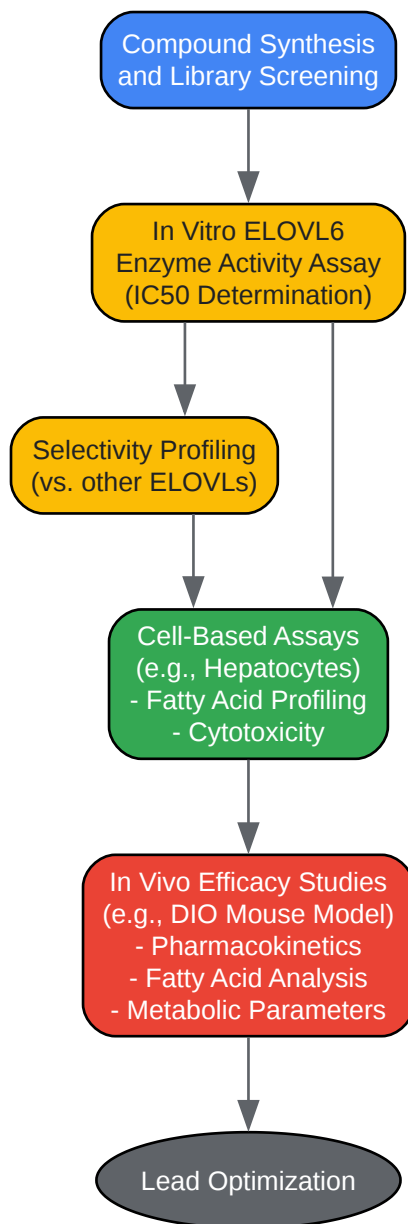 Compound Synthesis
and Library Screening
In Vitro ELOVL6
Enzyme Activity Assay
(IC50 Determination)
Selectivity Profiling
(vs. other ELOVLs)
Cell-Based Assays
(e.g., Hepatocytes)
- Fatty Acid Profiling
- Cytotoxicity
In Vivo Efficacy Studies
(e.g., DIO Mouse Model)
- Pharmacokinetics
- Fatty Acid Analysis
- Metabolic Parameters
Lead Optimization